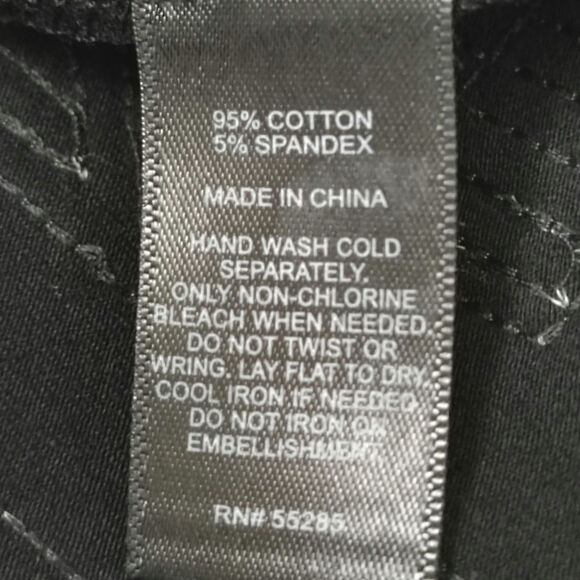 95% COTTON
5% SPANDEX
MADE IN CHINA
HAND WASH COLD
SEPARATELY.
ONLY NON-CHLORINE
BLEACH WHEN NEEDED.
DO NOT TWIST OR
WRING. LAY FLAT TO DRY.
COOL IRON IF NEEDED.
DO NOT IRON ON
EMBELLISHMENT.
RN# 55285